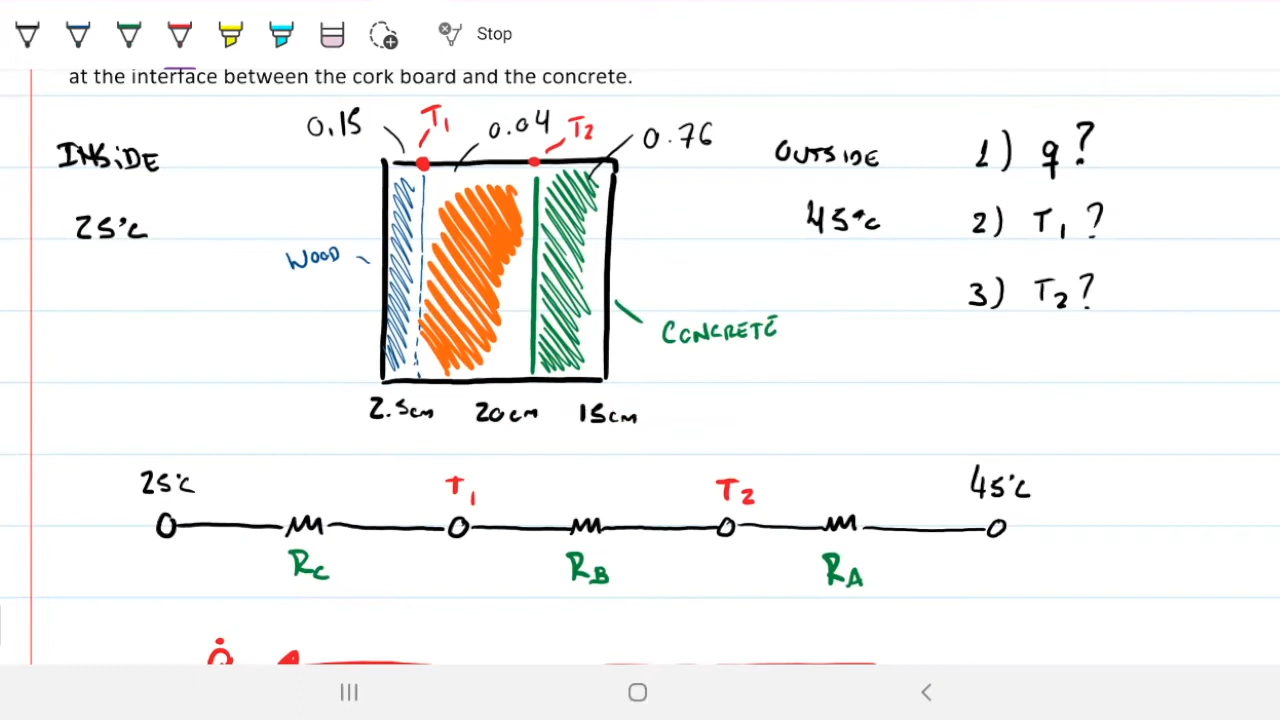 Stop
at the interface between the cork board and the concrete.
0.15 T1 0.04 T2 0.76
INSIDE OUTSIDE 1) q?
25°C 45°C 2) T1?
WOOD 3) T2?
CONCRETE
2.5cm 20cm 15cm
25°C T1 T2 45°C
RC RB RA
Q̇